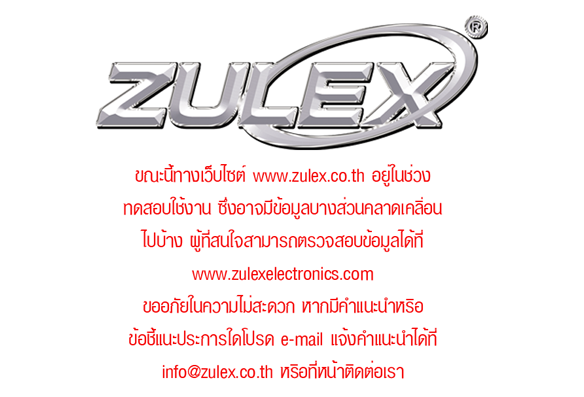 ZULEX®
ขณะนี้ทางเว็บไซต์ www.zulex.co.th อยู่ในช่วง
ทดสอบใช้งาน ซึ่งอาจมีข้อมูลบางส่วนคลาดเคลื่อน
ไปบ้าง ผู้ที่สนใจสามารถตรวจสอบข้อมูลได้ที่
www.zulexelectronics.com
ขออภัยในความไม่สะดวก หากมีคำแนะนำหรือ
ข้อชี้แนะประการใดโปรด e-mail แจ้งคำแนะนำได้ที่
info@zulex.co.th หรือที่หน้าติดต่อเรา